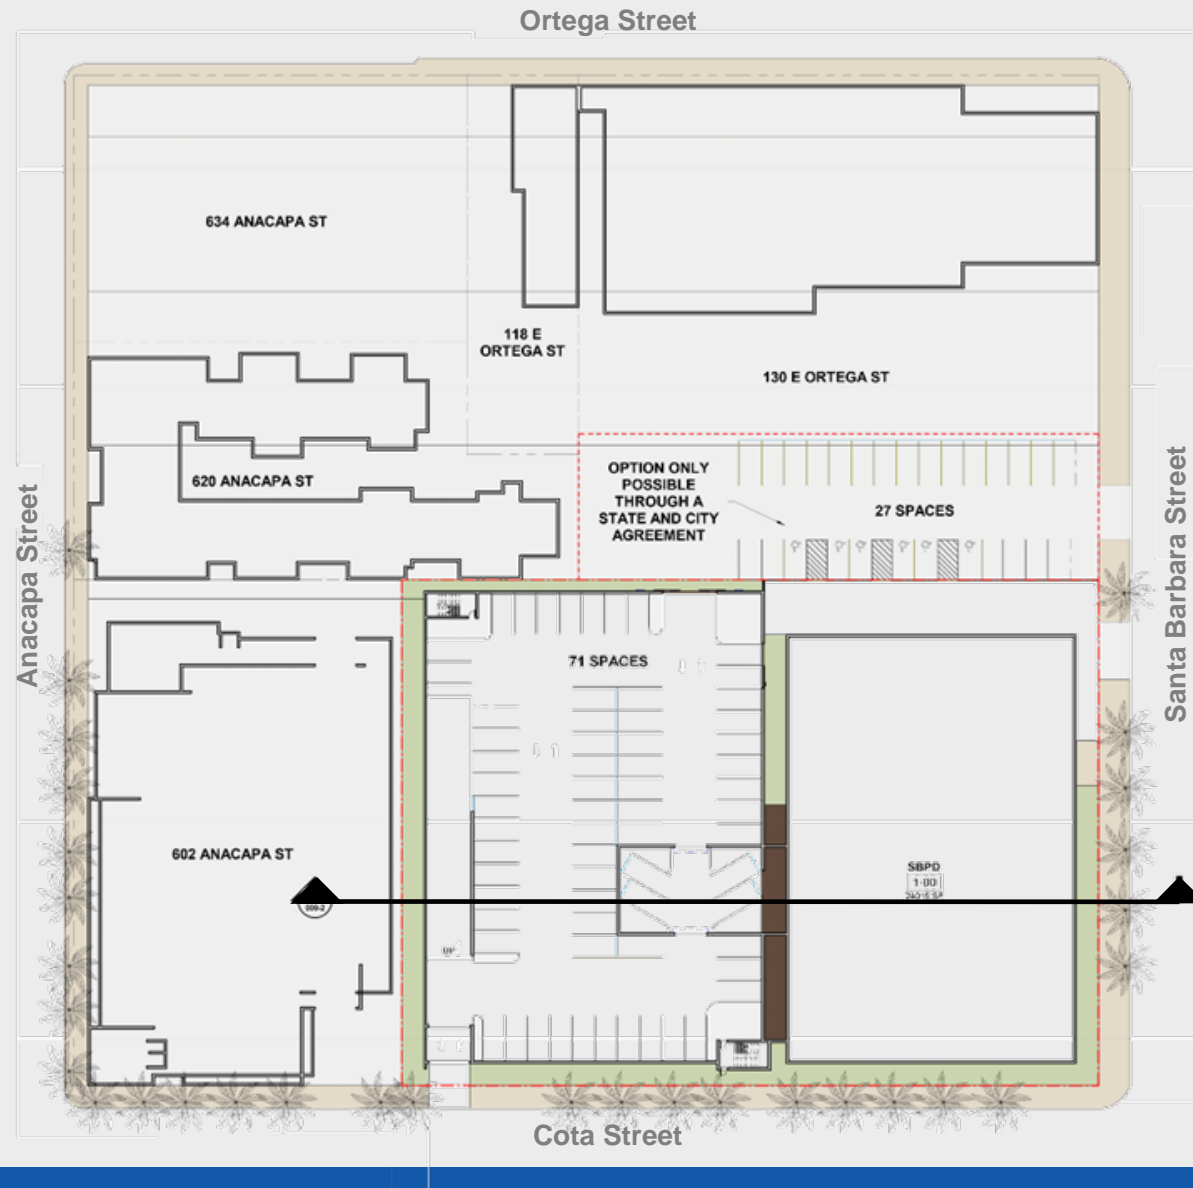 Ortega Street
634 ANACAPA ST
118 E
ORTEGA ST
130 E ORTEGA ST
OPTION ONLY
POSSIBLE
THROUGH A
STATE AND CITY
AGREEMENT
620 ANACAPA ST
27 SPACES
Anacapa Street
Santa Barbara Street
71 SPACES
602 ANACAPA ST
SBPD
Cota Street